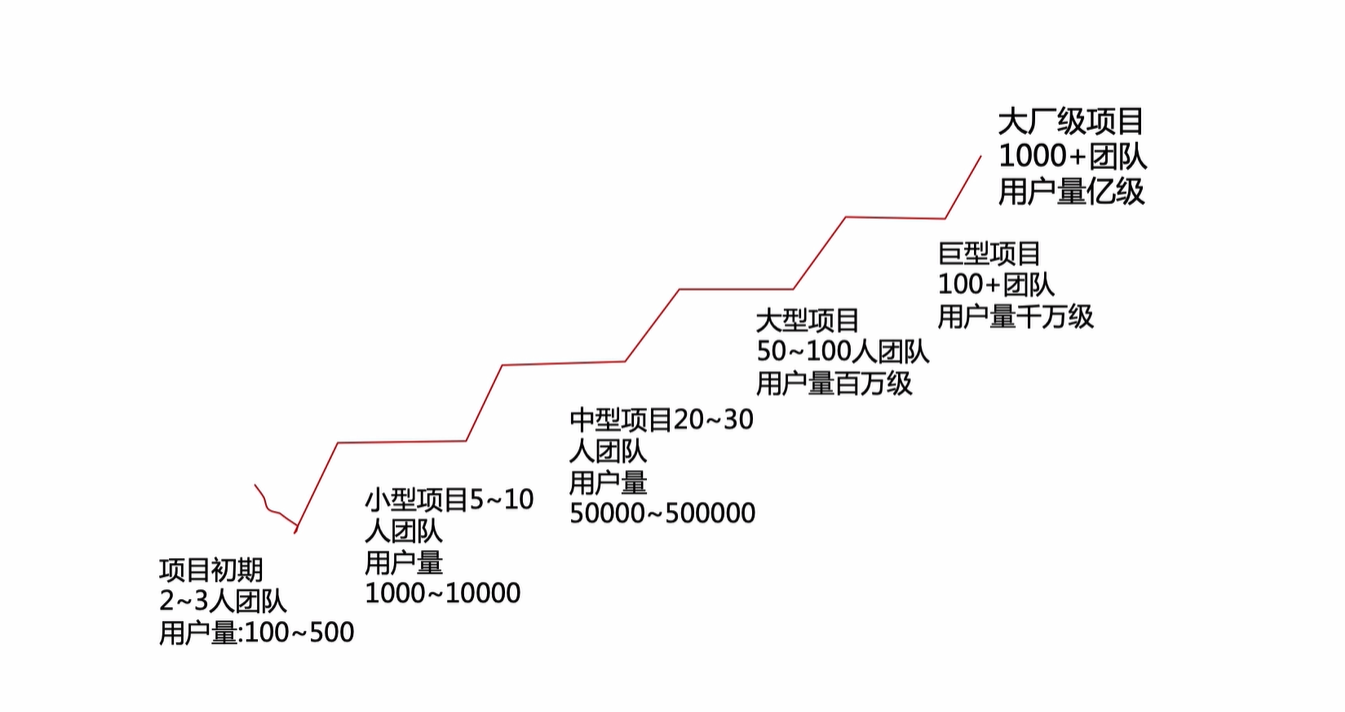 项目初期
2~3人团队
用户量:100~500
小型项目5~10
人团队
用户量
1000~10000
中型项目20~30
人团队
用户量
50000~500000
大型项目
50~100人团队
用户量百万级
巨型项目
100+团队
用户量千万级
大厂级项目
1000+团队
用户量亿级